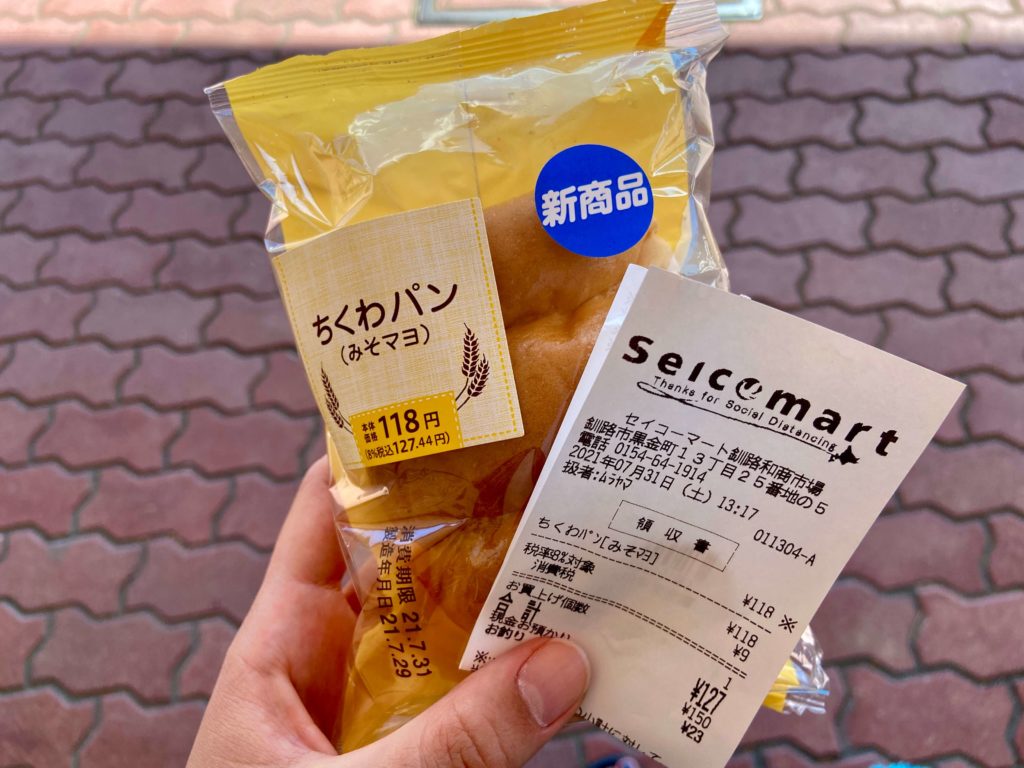 新商品
ちくわパン
(みそマヨ)
本体価格 118円
(8%税込127.44円)
消費期限 21.7.31
製造年月日 21.7.29
Seicomart
Thanks for Social Distancing
セイコーマート釧路和商市場
釧路市黒金町13丁目25番地の5
電話 0154-64-1914
2021年07月31日(土) 13:17
扱者:ムラヤマ
011304-A
領収書
ちくわパン[みそマヨ] ¥118 ※
税率8%対象 ¥118
消費税 ¥9
お買上げ個数 1
合計 ¥127
現金お預かり ¥150
お釣り ¥23